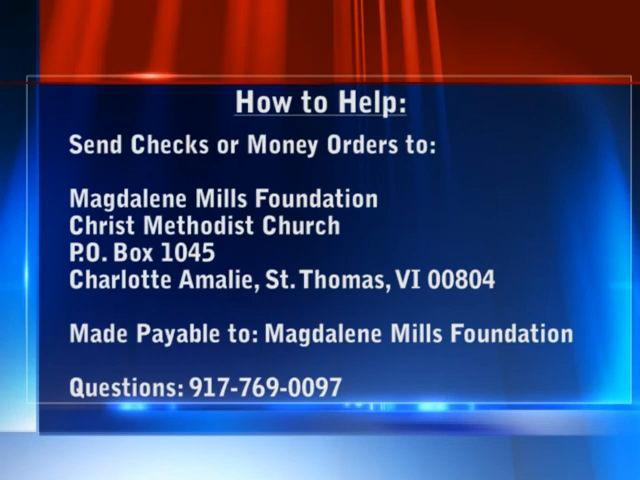 How to Help:
Send Checks or Money Orders to:
Magdalene Mills Foundation
Christ Methodist Church
P.O. Box 1045
Charlotte Amalie, St. Thomas, VI 00804
Made Payable to: Magdalene Mills Foundation
Questions: 917-769-0097